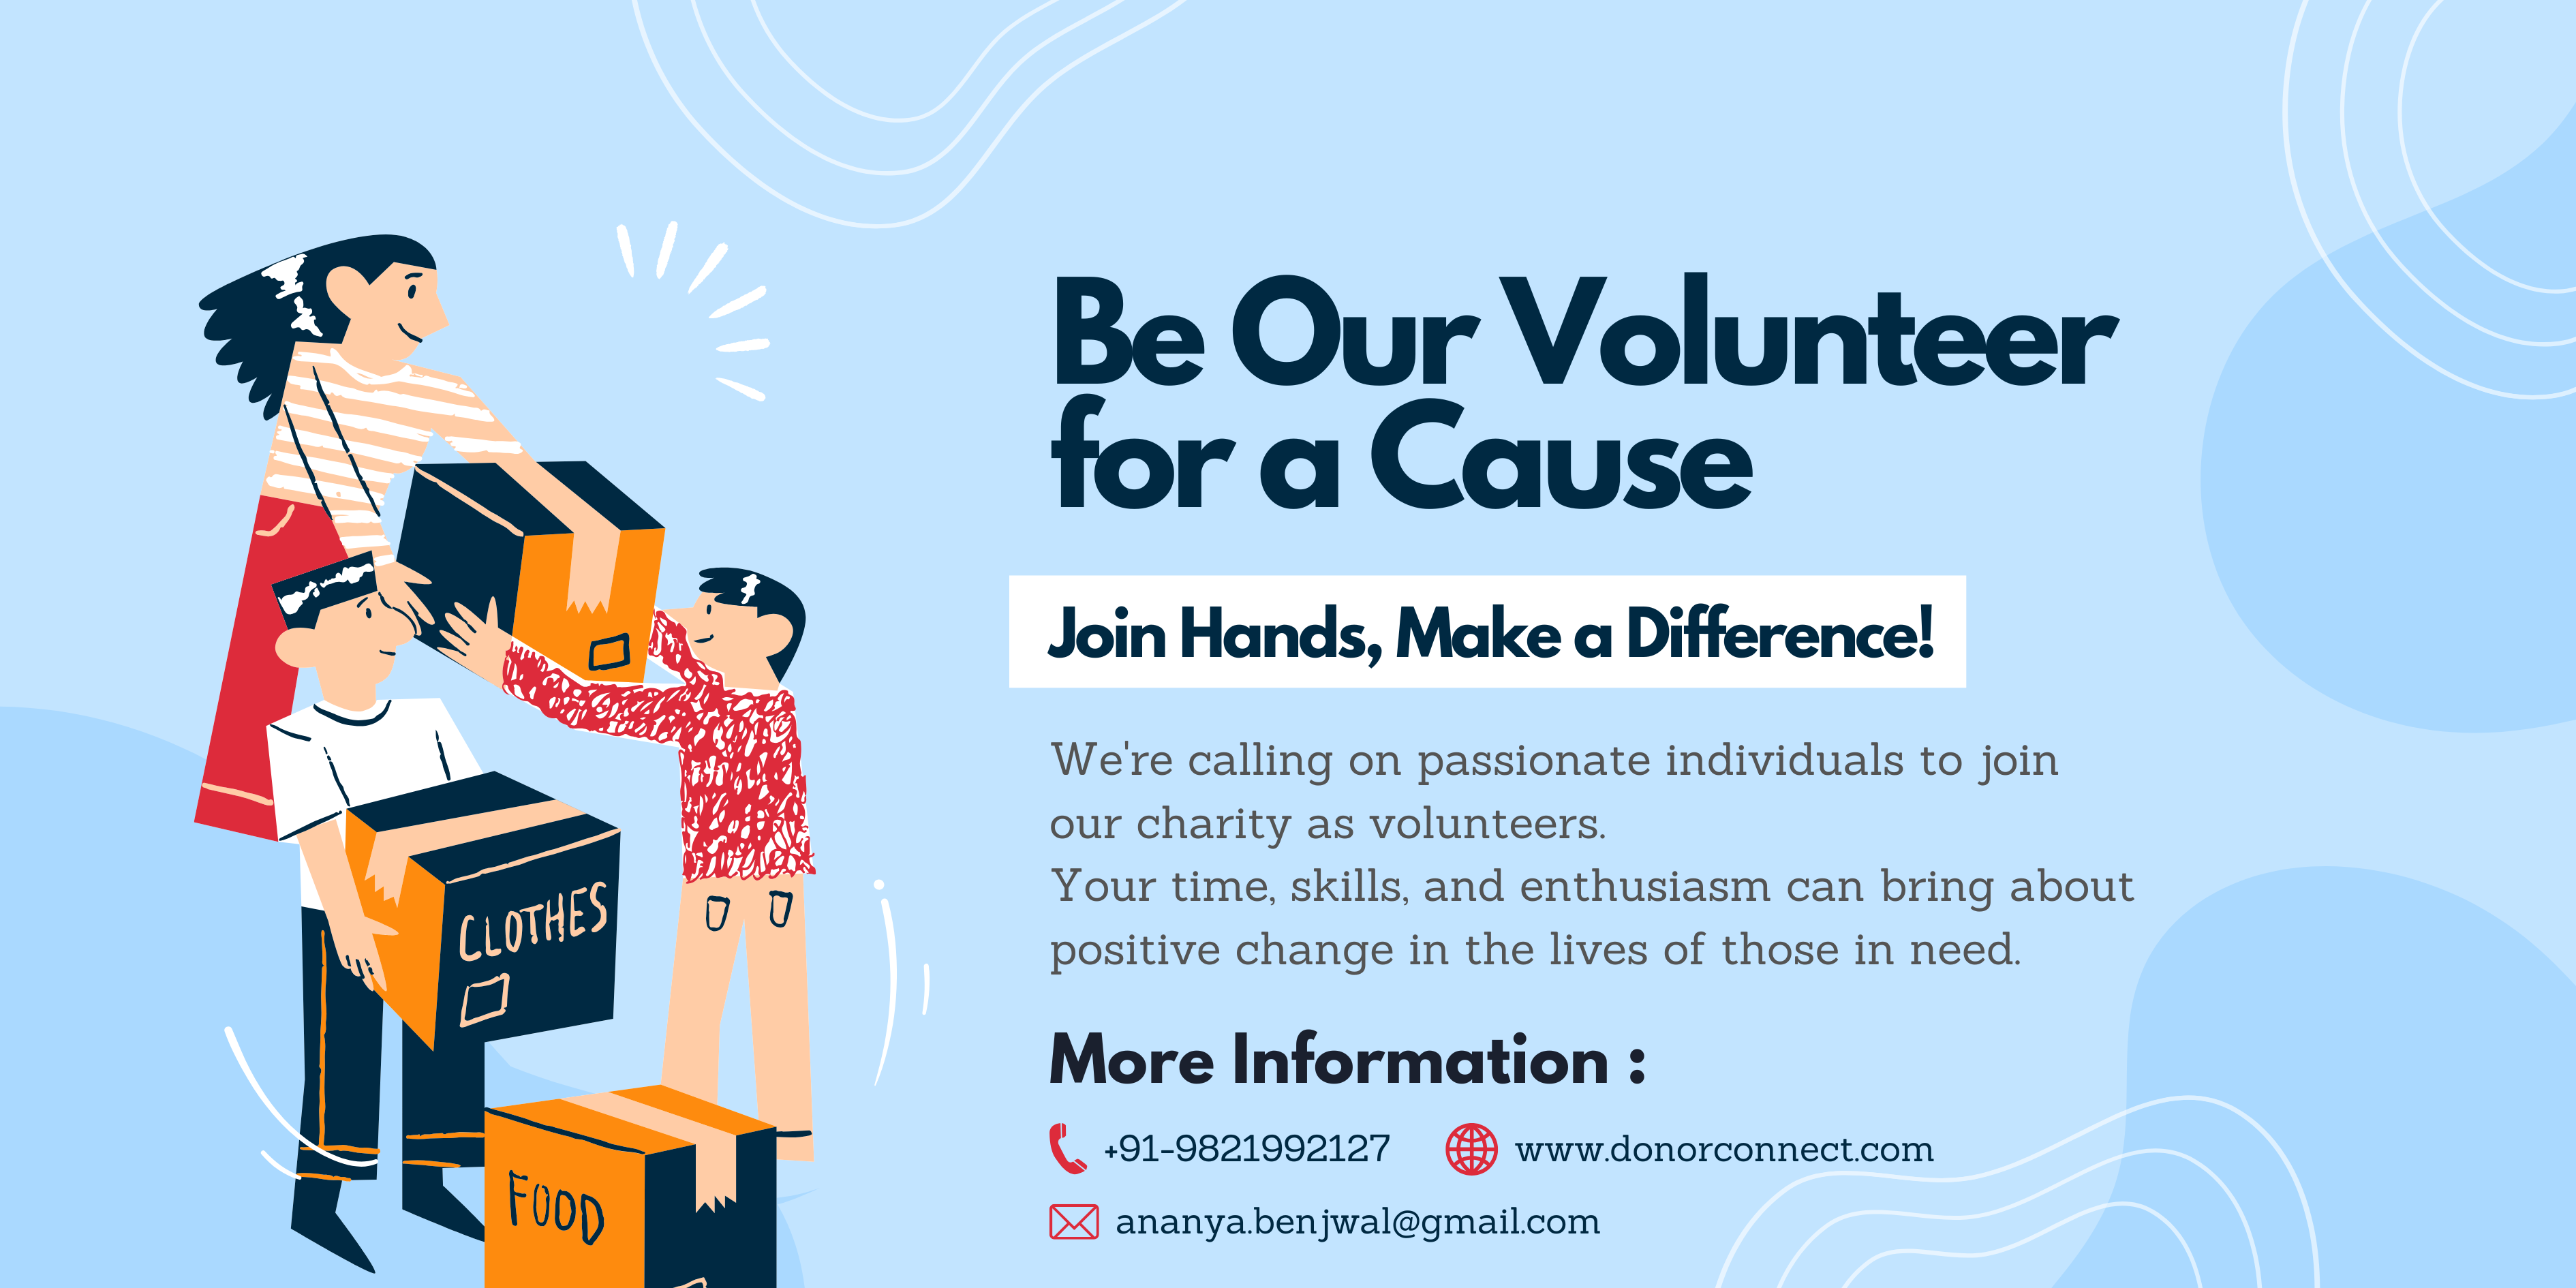 Be Our Volunteer
for a Cause
Join Hands, Make a Difference!
We're calling on passionate individuals to join
our charity as volunteers.
Your time, skills, and enthusiasm can bring about
positive change in the lives of those in need.
More Information :
+91-9821992127
www.donorconnect.com
ananya.benjwal@gmail.com
CLOTHES
FOOD